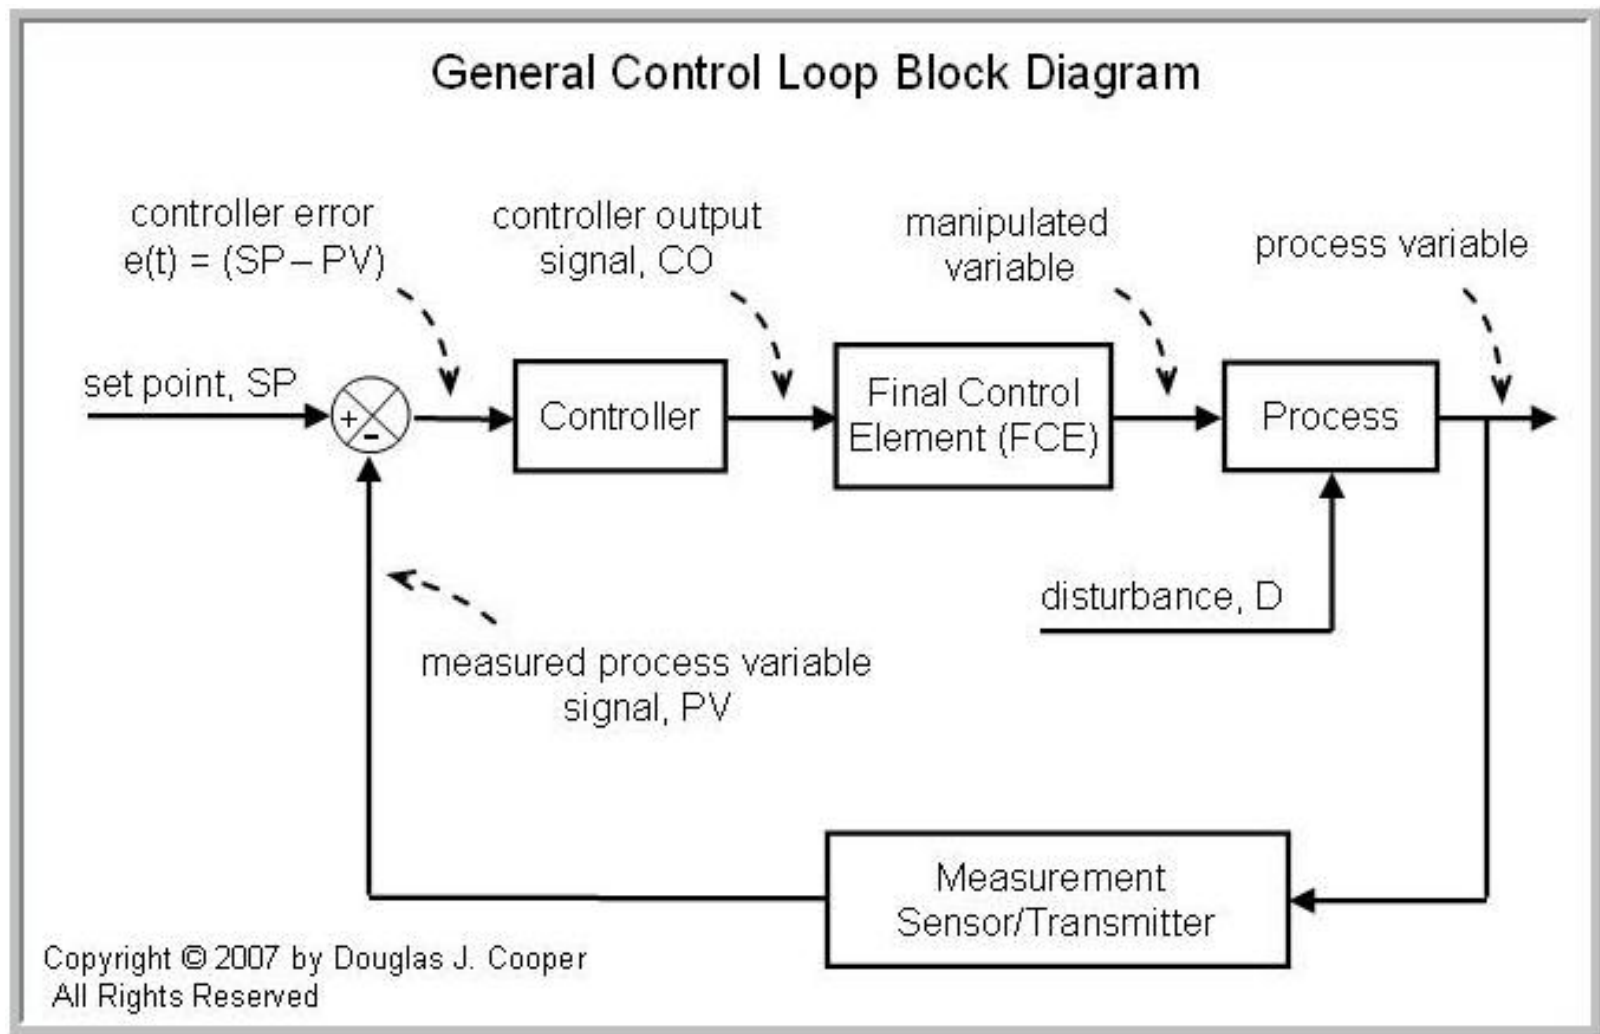 General Control Loop Block Diagram
controller error
e(t) = (SP – PV)
controller output
signal, CO
manipulated
variable
process variable
set point, SP
+
-
Controller
Final Control
Element (FCE)
Process
disturbance, D
measured process variable
signal, PV
Measurement
Sensor/Transmitter
Copyright © 2007 by Douglas J. Cooper
All Rights Reserved